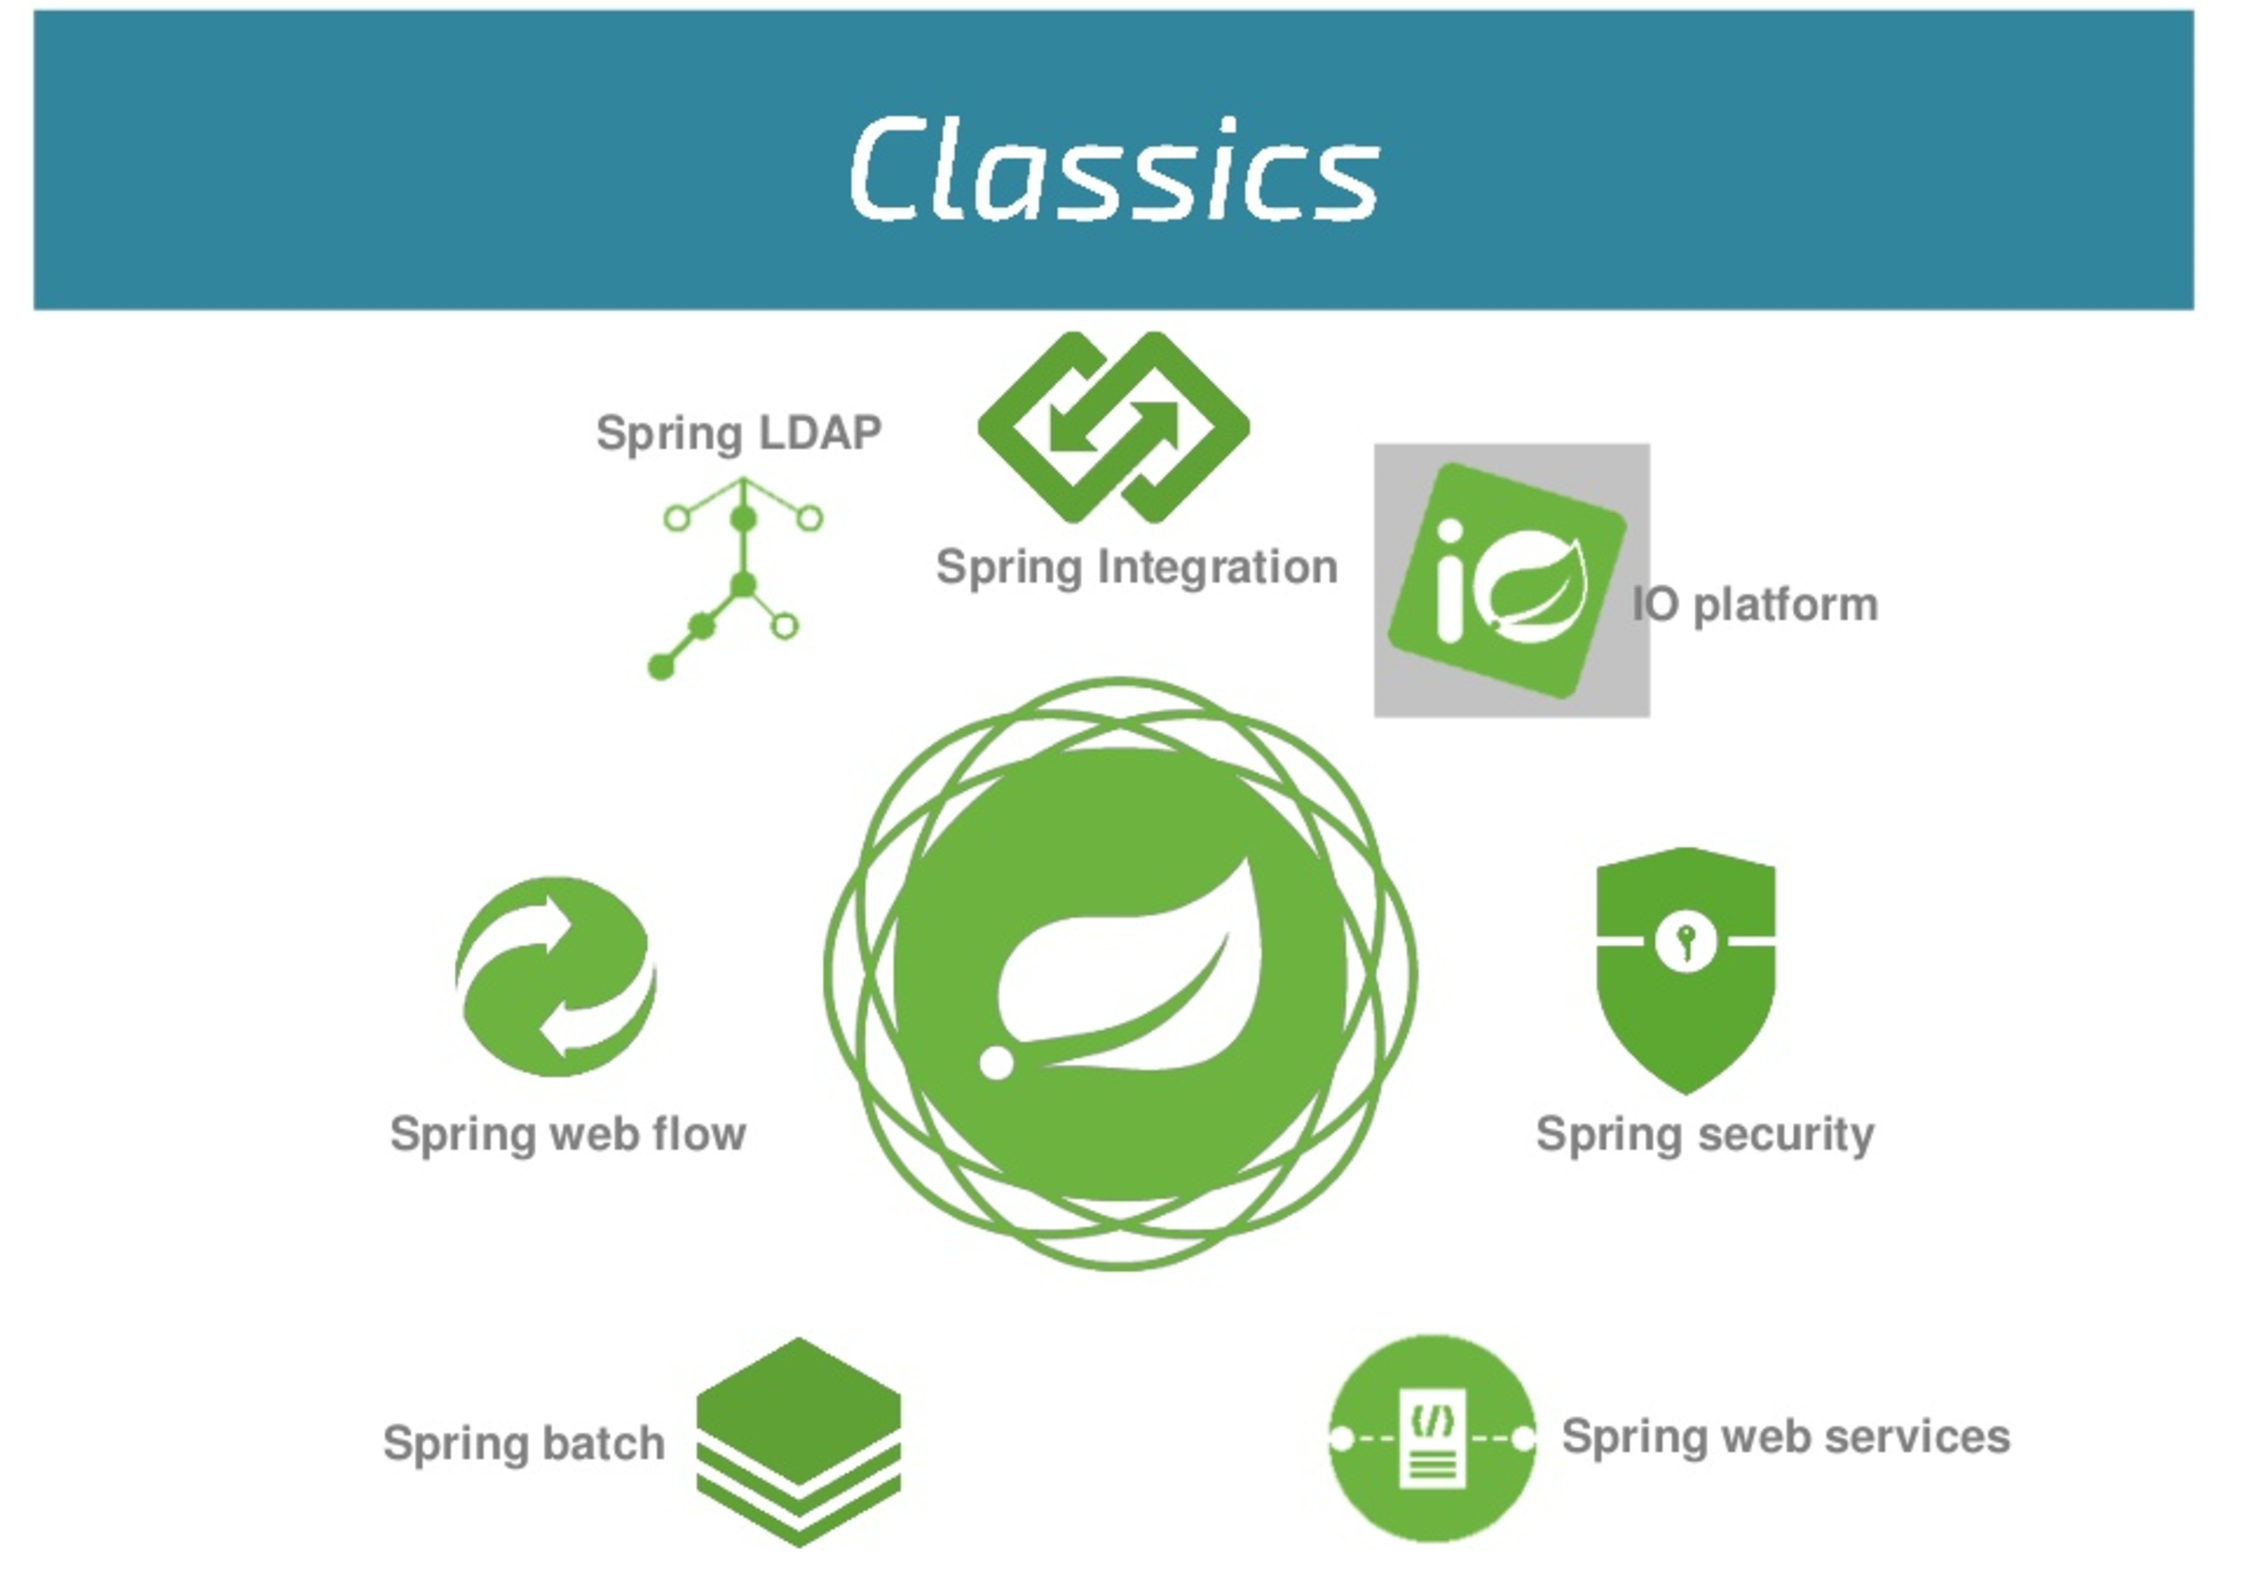 Classics
Spring LDAP
Spring Integration
IO platform
Spring web flow
Spring security
Spring batch
Spring web services